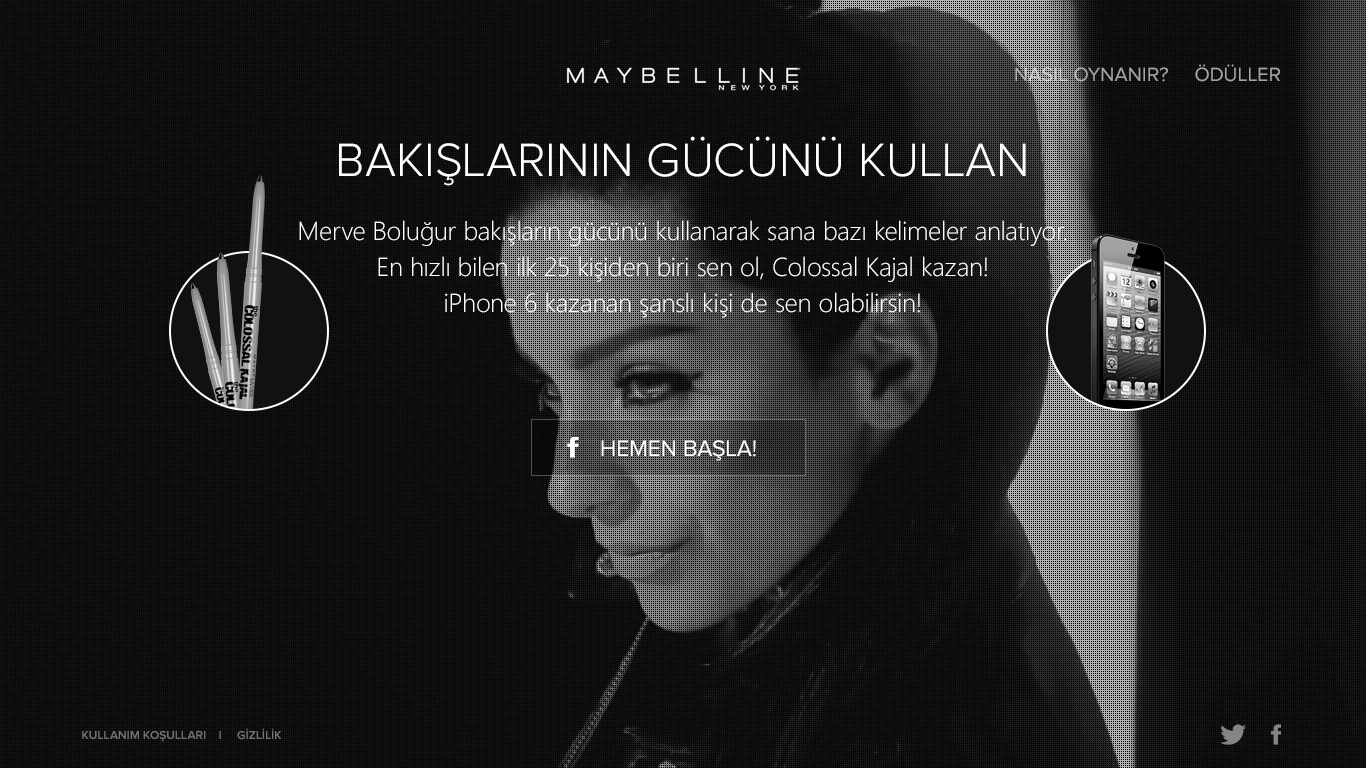 MAYBELLINE
NEW YORK
NASIL OYNANIR? ÖDÜLLER
BAKIŞLARININ GÜCÜNÜ KULLAN
Merve Boluğur bakışların gücünü kullanarak sana bazı kelimeler anlatıyor.
En hızlı bilen ilk 25 kişiden biri sen ol, Colossal Kajal kazan!
iPhone 6 kazanan şanslı kişi de sen olabilirsin!
COLOSSAL KAJAL
HEMEN BAŞLA!
KULLANIM KOŞULLARI | GİZLİLİK